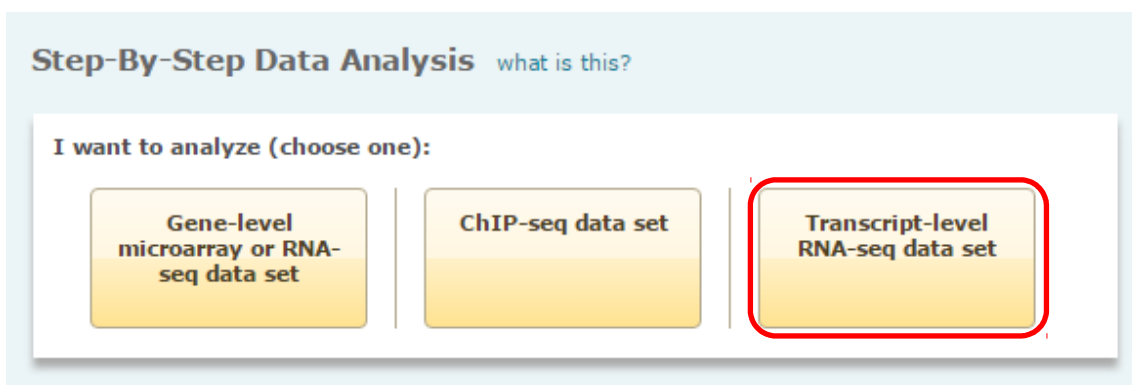 Step-By-Step Data Analysis what is this?
I want to analyze (choose one):
Gene-level
microarray or RNA-
seq data set
ChIP-seq data set
Transcript-level
RNA-seq data set